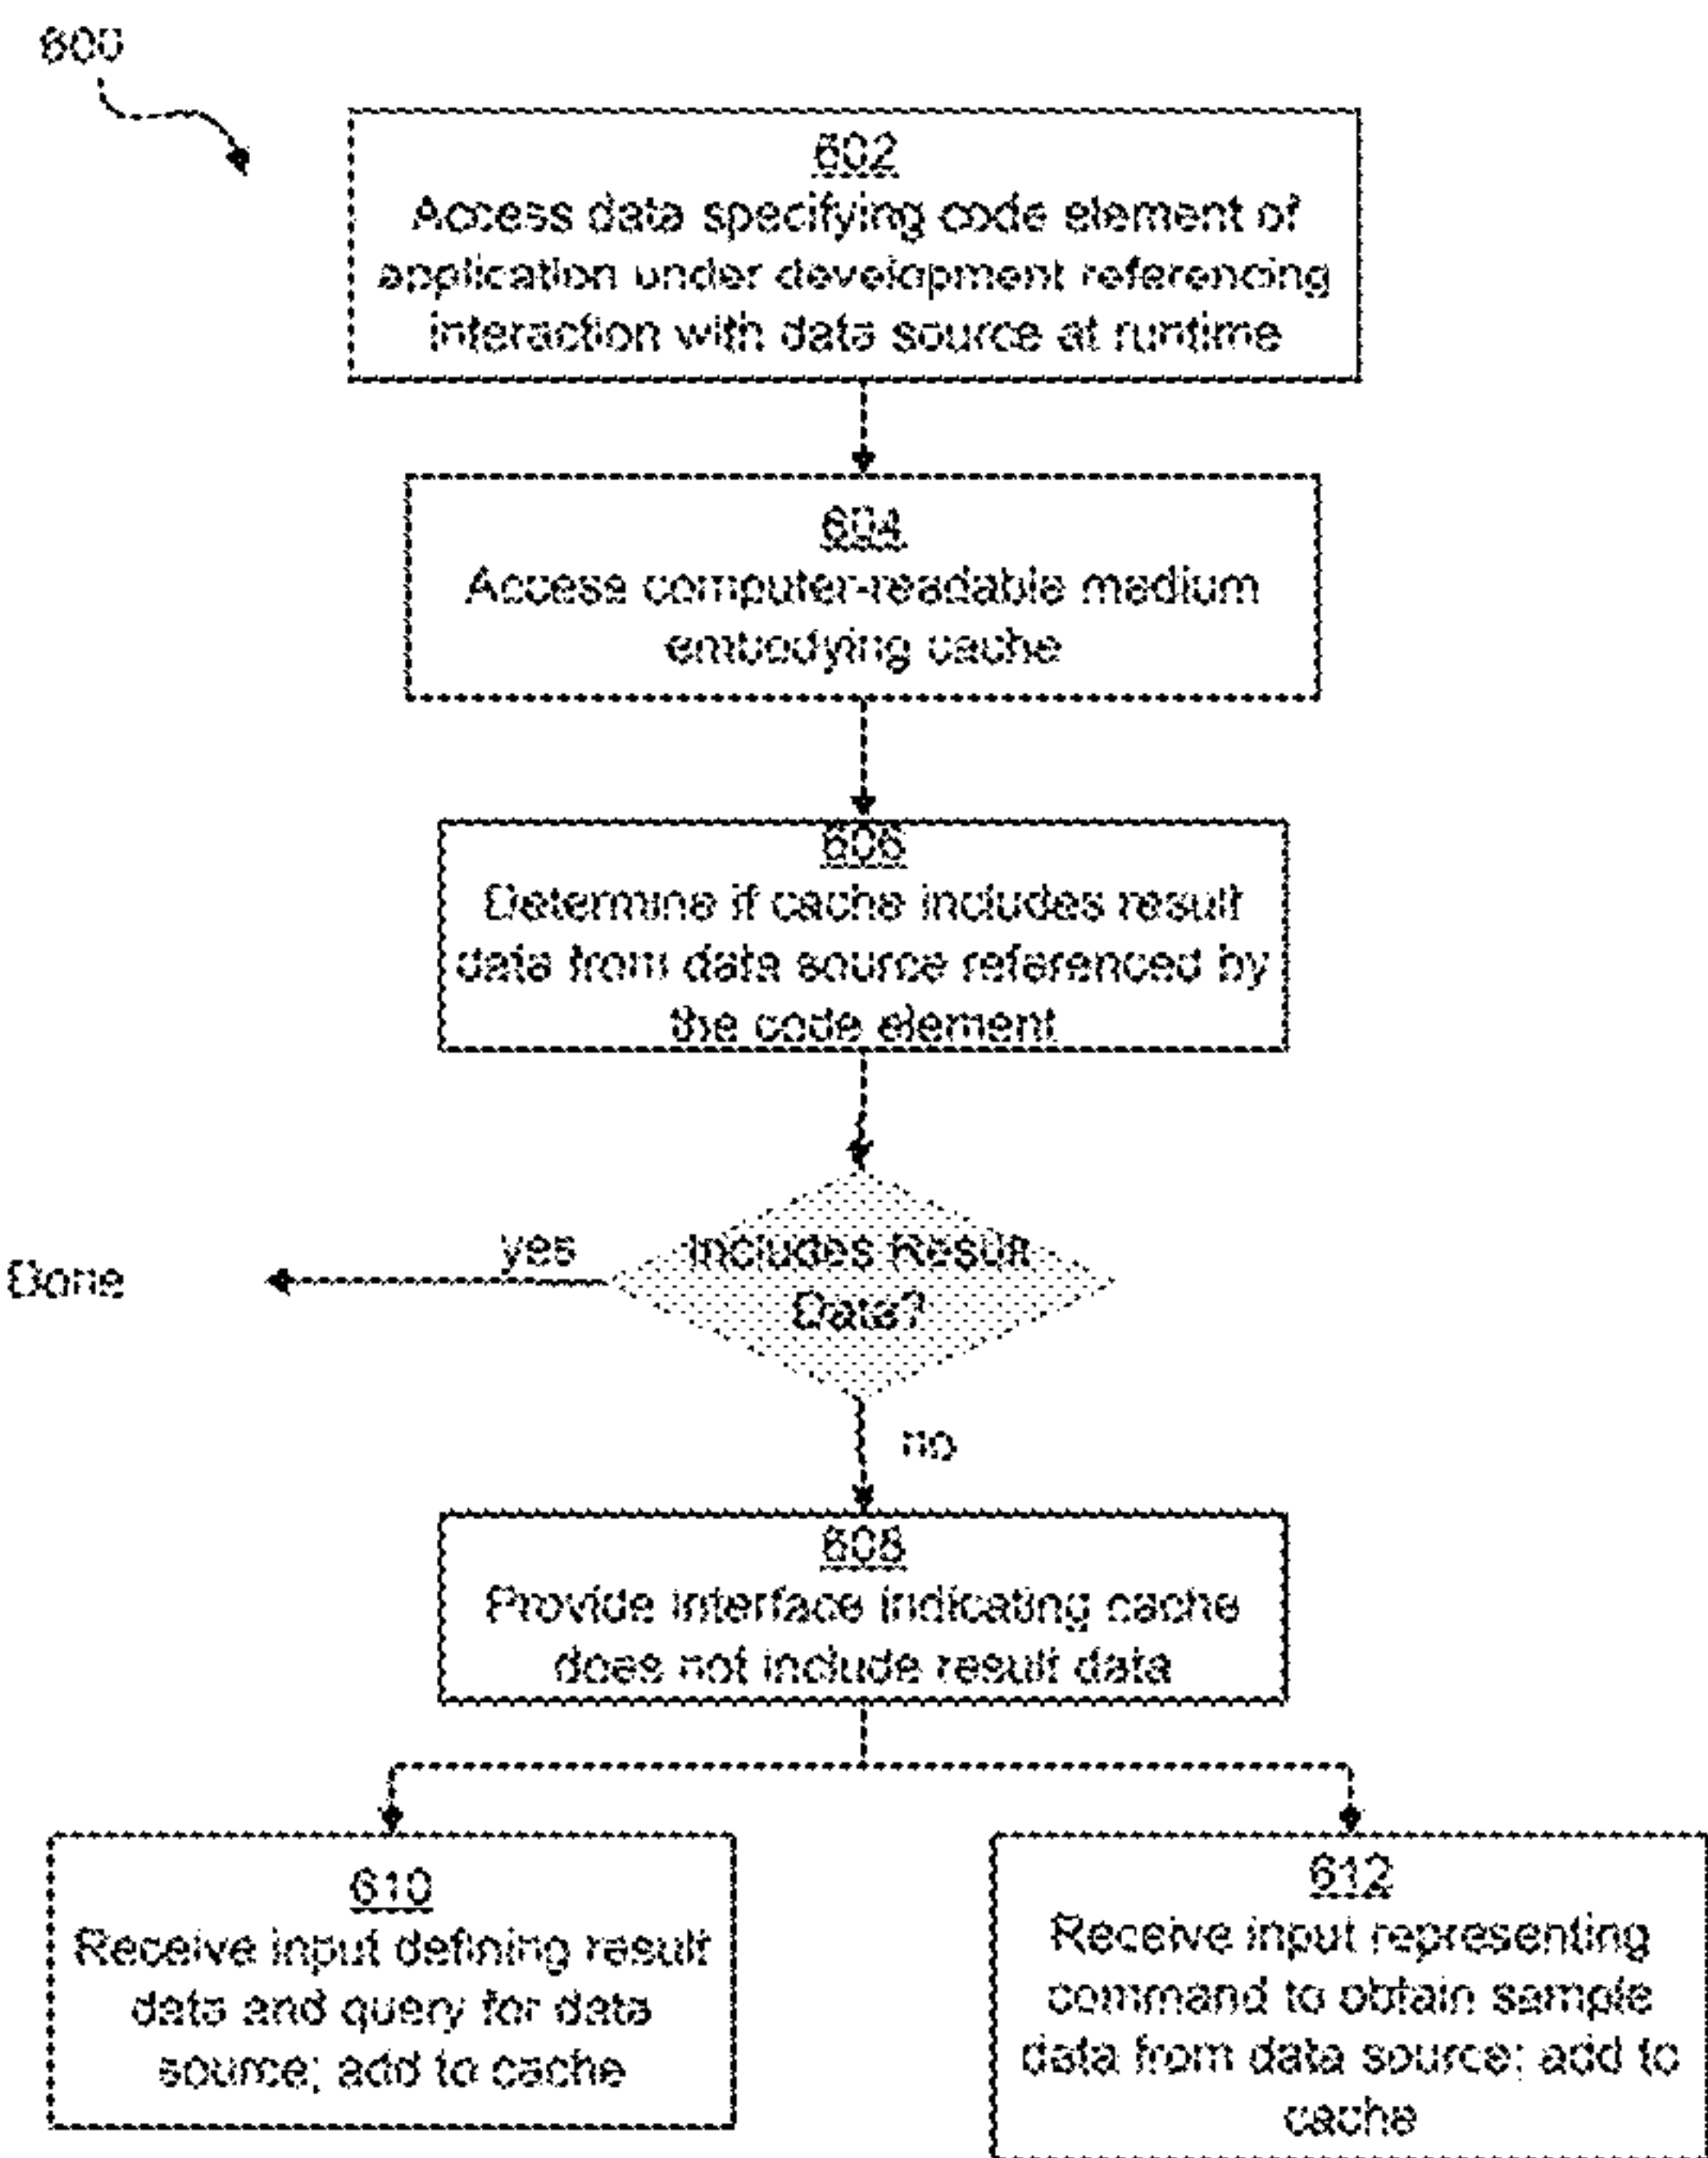 600
602
Access data specifying code element of
application under development referencing
interaction with data source at runtime
604
Access computer-readable medium
embodying cache
606
Determine if cache includes result
data from data source referenced by
the code element
Includes Result
Data?
yes
Done
no
608
Provide interface indicating cache
does not include result data
610
Receive input defining result
data and query for data
source; add to cache
612
Receive input representing
command to obtain sample
data from data source; add to
cache